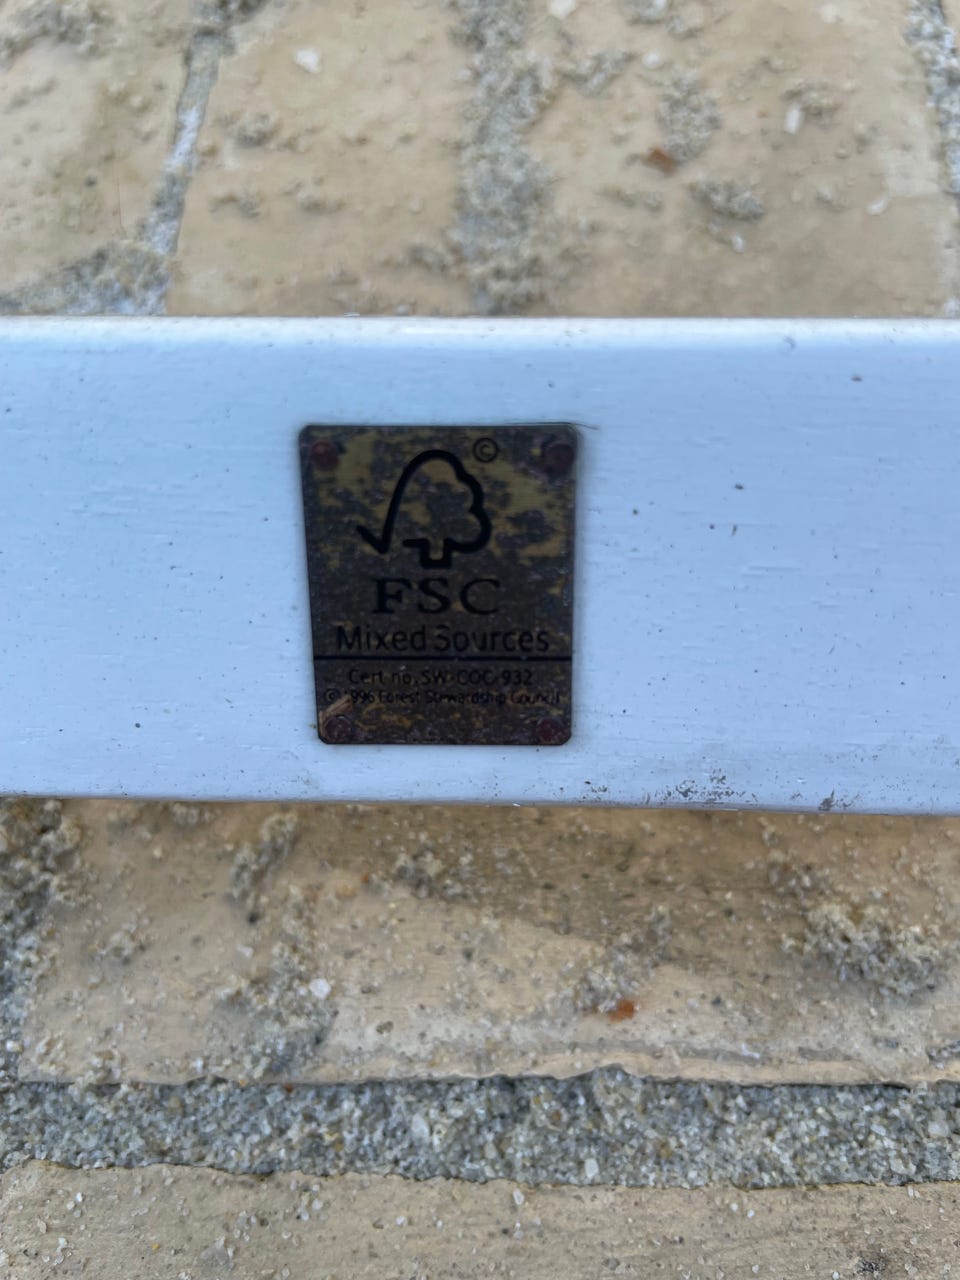 ©
FSC
Mixed Sources
Cert no. SW-COC-932
© 1996 Forest Stewardship Council